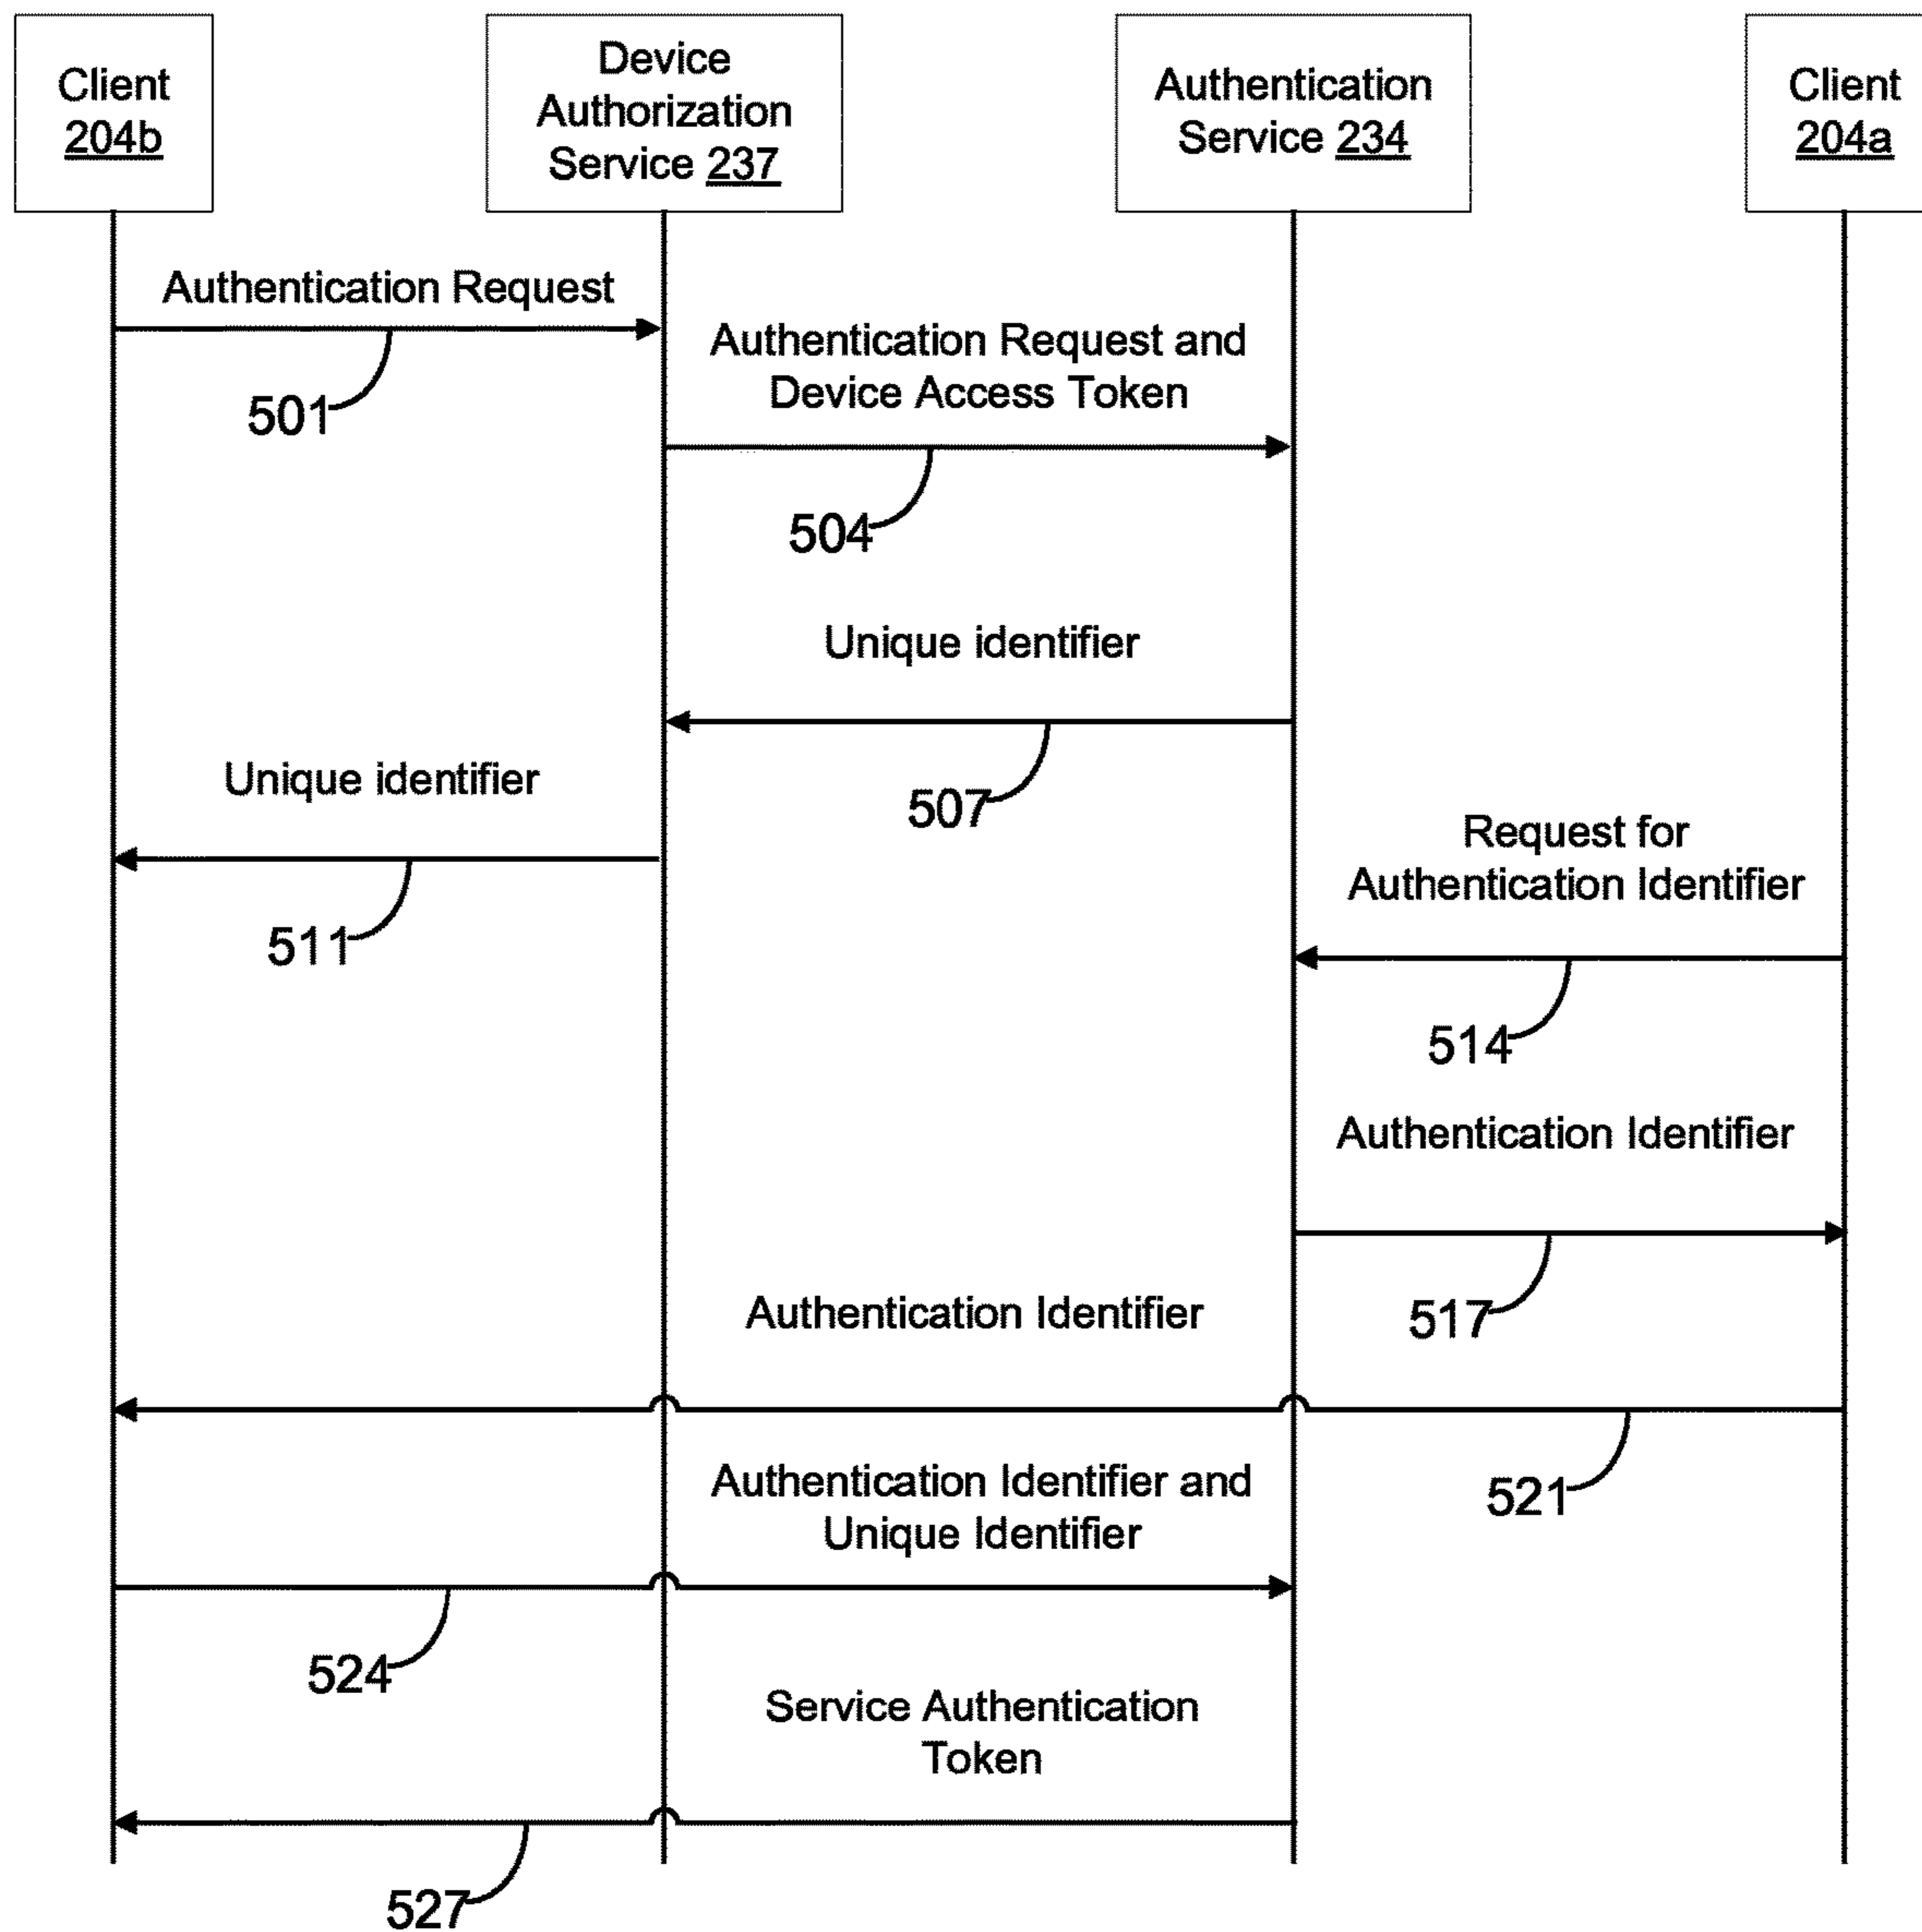 Client
204b
Device
Authorization
Service 237
Authentication
Service 234
Client
204a
Authentication Request
501
Authentication Request and
Device Access Token
504
Unique identifier
507
Unique identifier
511
Request for
Authentication Identifier
514
Authentication Identifier
517
Authentication Identifier
521
Authentication Identifier and
Unique Identifier
524
Service Authentication
Token
527